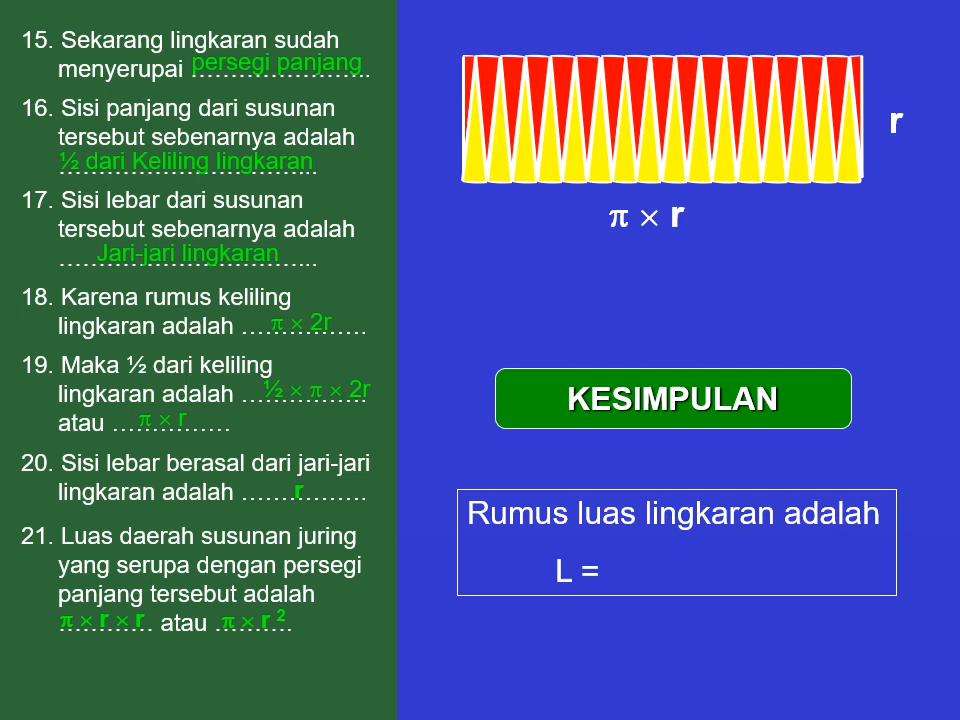 15. Sekarang lingkaran sudah
menyerupai persegi panjang …………………..
16. Sisi panjang dari susunan
tersebut sebenarnya adalah
½ dari Keliling lingkaran …………………………...
17. Sisi lebar dari susunan
tersebut sebenarnya adalah
Jari-jari lingkaran …………………………...
18. Karena rumus keliling
lingkaran adalah π × 2r …………….
19. Maka ½ dari keliling
lingkaran adalah ½ × π × 2r …………….
atau π × r ……………
20. Sisi lebar berasal dari jari-jari
lingkaran adalah r …………….
21. Luas daerah susunan juring
yang serupa dengan persegi
panjang tersebut adalah
π × r × r ………… atau π × r ² ……….
r
π × r
KESIMPULAN
Rumus luas lingkaran adalah
L =